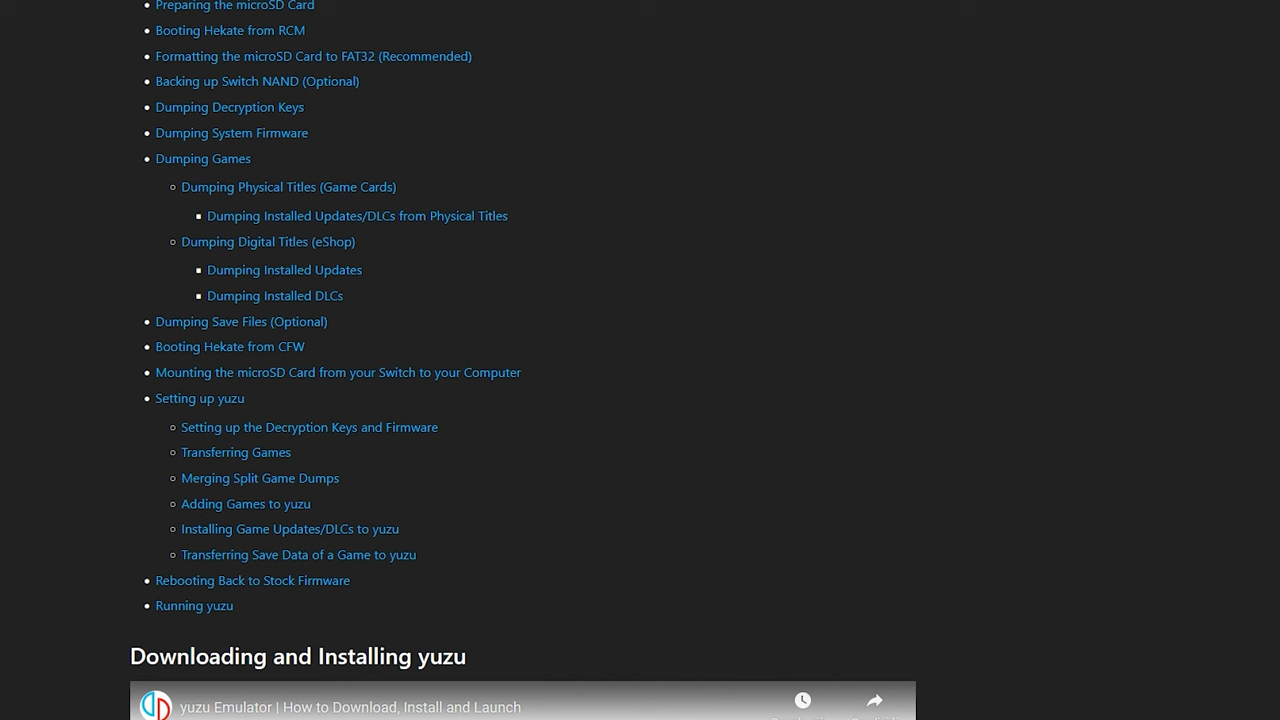 Preparing the microSD Card
Booting Hekate from RCM
Formatting the microSD Card to FAT32 (Recommended)
Backing up Switch NAND (Optional)
Dumping Decryption Keys
Dumping System Firmware
Dumping Games
Dumping Physical Titles (Game Cards)
Dumping Installed Updates/DLCs from Physical Titles
Dumping Digital Titles (eShop)
Dumping Installed Updates
Dumping Installed DLCs
Dumping Save Files (Optional)
Booting Hekate from CFW
Mounting the microSD Card from your Switch to your Computer
Setting up yuzu
Setting up the Decryption Keys and Firmware
Transferring Games
Merging Split Game Dumps
Adding Games to yuzu
Installing Game Updates/DLCs to yuzu
Transferring Save Data of a Game to yuzu
Rebooting Back to Stock Firmware
Running yuzu
Downloading and Installing yuzu
yuzu Emulator | How to Download, Install and Launch